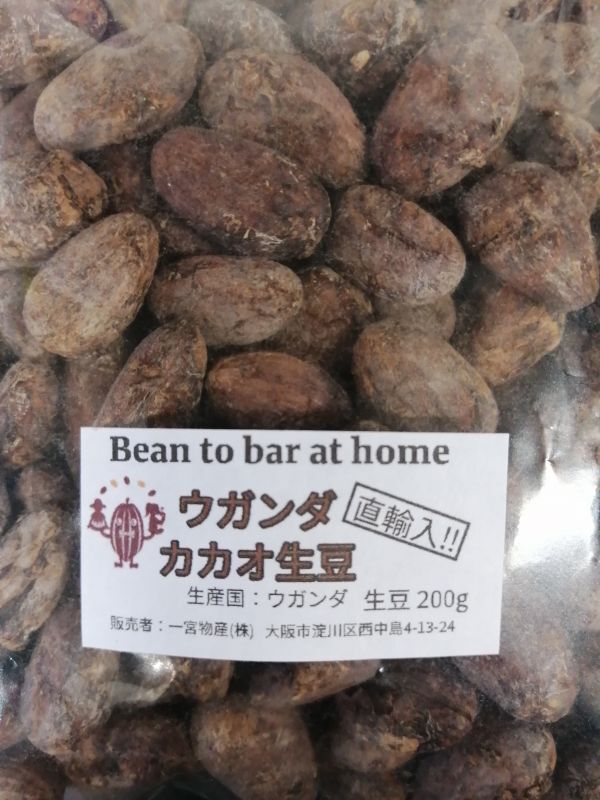 Bean to bar at home
ウガンダ 直輸入!!
カカオ生豆
生産国：ウガンダ 生豆 200g
販売者：一宮物産(株) 大阪市淀川区西中島4-13-24